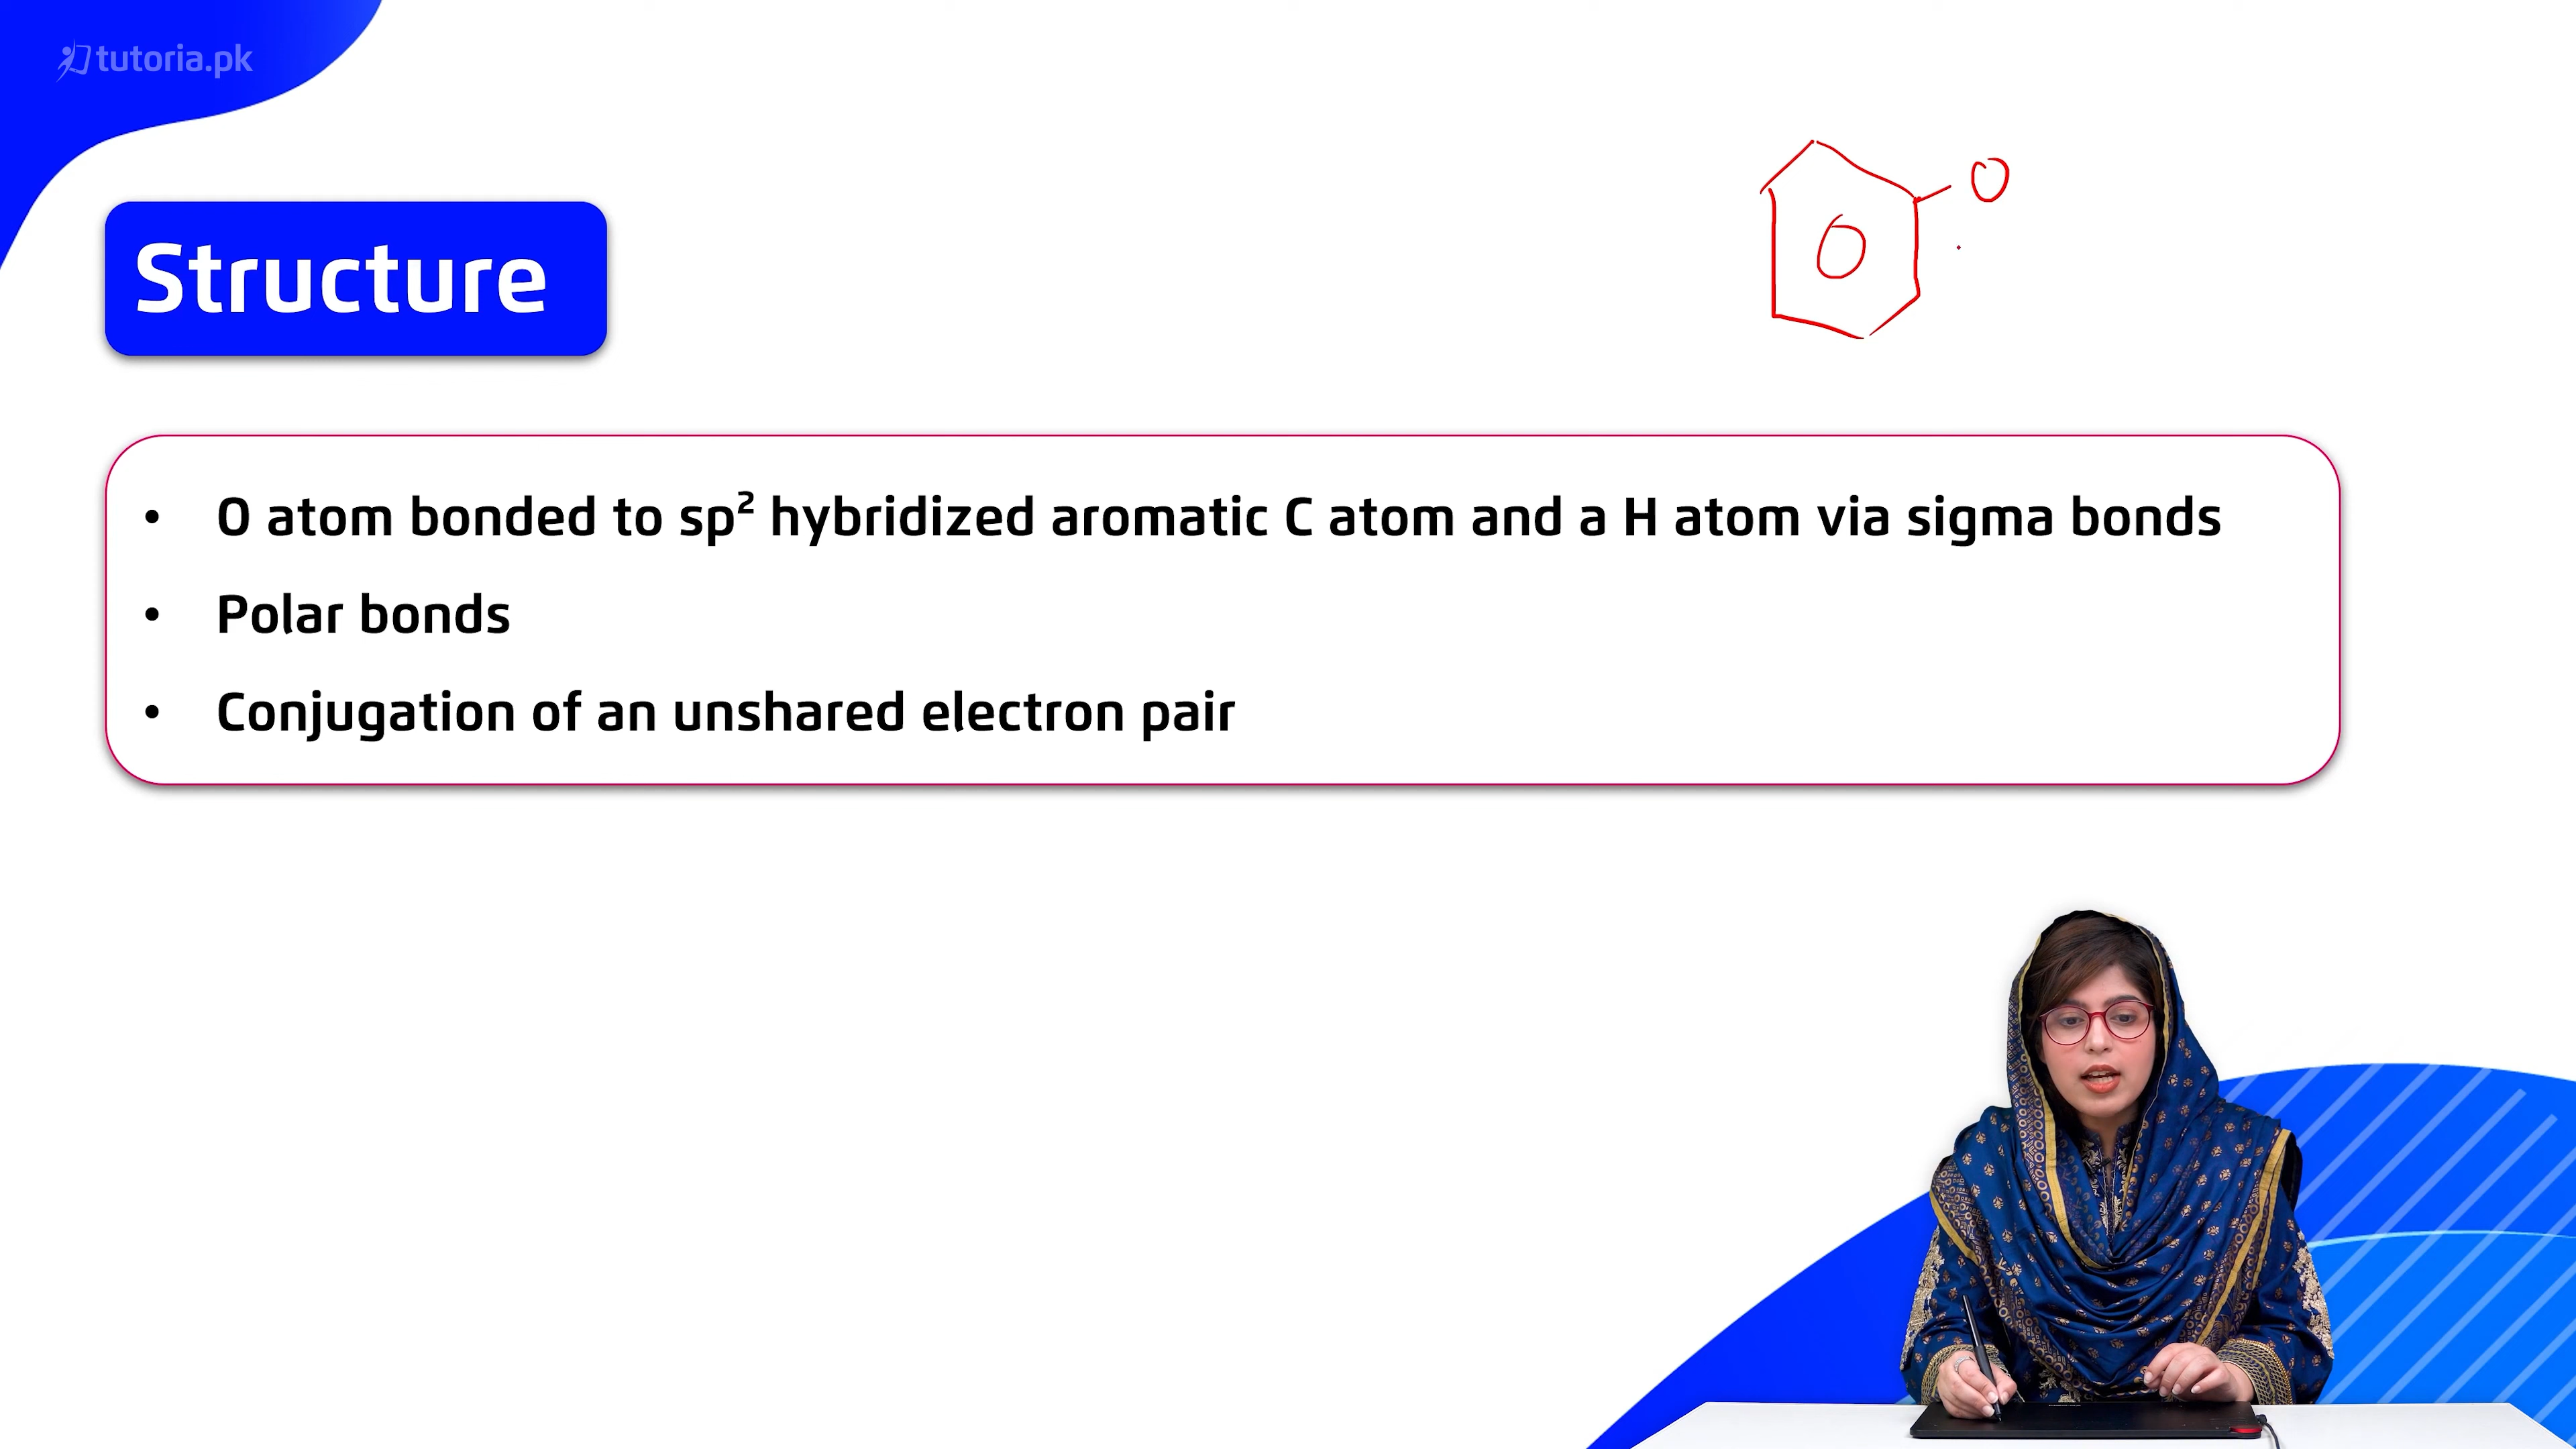 tutoria.pk
O
O
Structure
• O atom bonded to sp² hybridized aromatic C atom and a H atom via sigma bonds
• Polar bonds
• Conjugation of an unshared electron pair